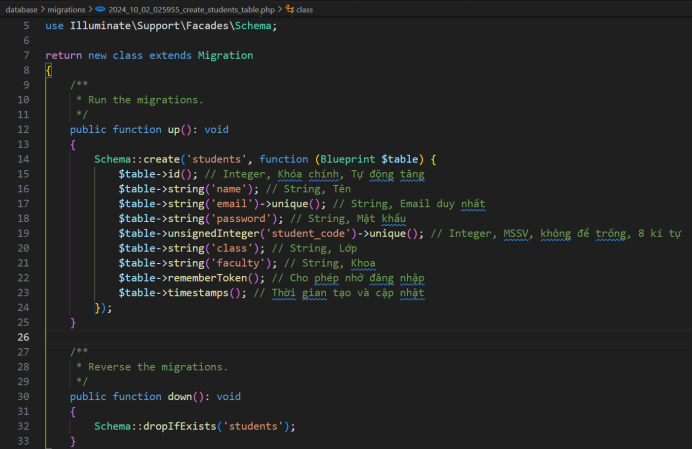 database > migrations > 2024_10_02_025955_create_students_table.php > class
5 use Illuminate\Support\Facades\Schema;
6
7 return new class extends Migration
8 {
9 /**
10 * Run the migrations.
11 */
12 public function up(): void
13 {
14 Schema::create('students', function (Blueprint $table) {
15 $table->id(); // Integer, Khóa chính, Tự động tăng
16 $table->string('name'); // String, Tên
17 $table->string('email')->unique(); // String, Email duy nhất
18 $table->string('password'); // String, Mật khẩu
19 $table->unsignedInteger('student_code')->unique(); // Integer, MSSV, không để trống, 8 kí tự
20 $table->string('class'); // String, Lớp
21 $table->string('faculty'); // String, Khoa
22 $table->rememberToken(); // Cho phép nhớ đăng nhập
23 $table->timestamps(); // Thời gian tạo và cập nhật
24 });
25 }
26
27 /**
28 * Reverse the migrations.
29 */
30 public function down(): void
31 {
32 Schema::dropIfExists('students');
33 }